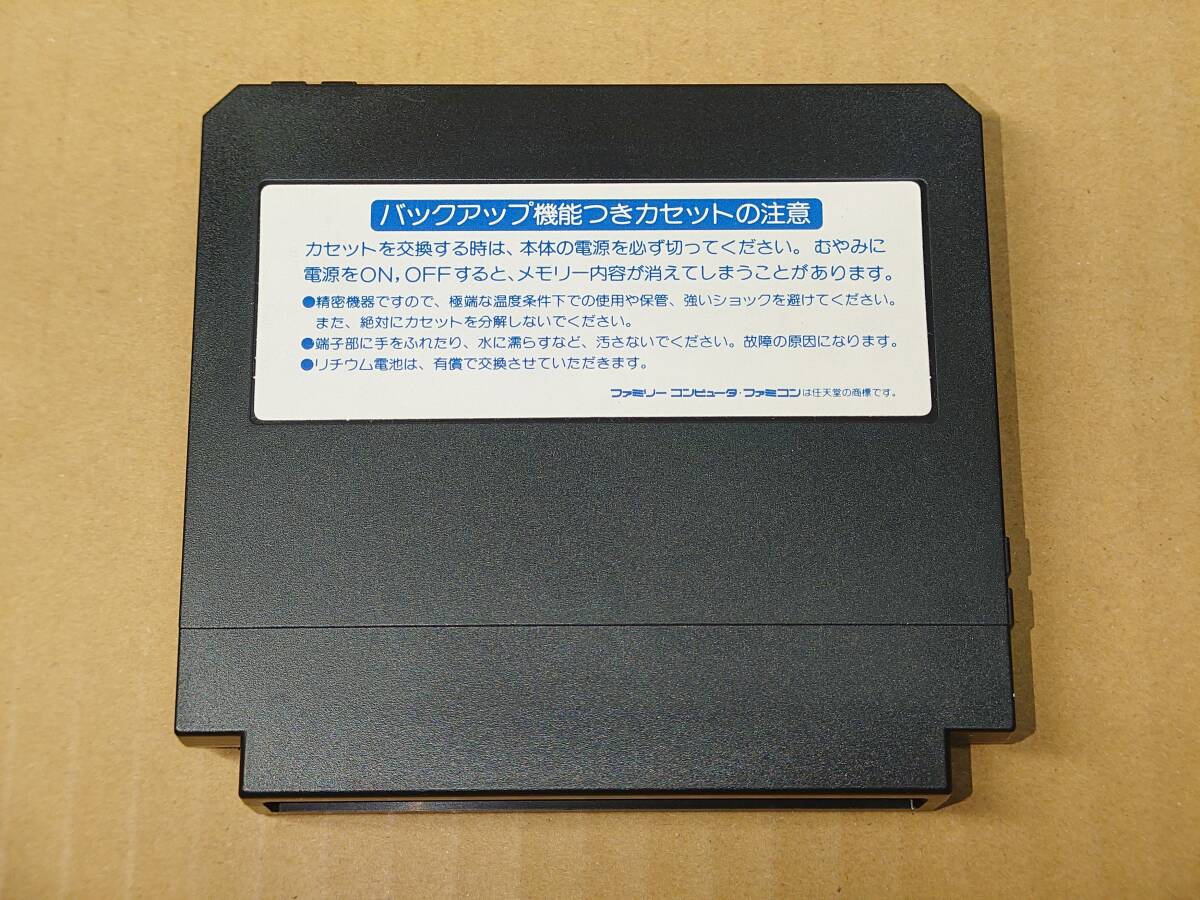 バックアップ機能つきカセットの注意
カセットを交換する時は、本体の電源を必ず切ってください。むやみに
電源をON,OFFすると、メモリー内容が消えてしまうことがあります。
●精密機器ですので、極端な温度条件下での使用や保管、強いショックを避けてください。
また、絶対にカセットを分解しないでください。
●端子部に手をふれたり、水に濡らすなど、汚さないでください。故障の原因になります。
●リチウム電池は、有償で交換させていただきます。
ファミリーコンピュータ・ファミコンは任天堂の商標です。